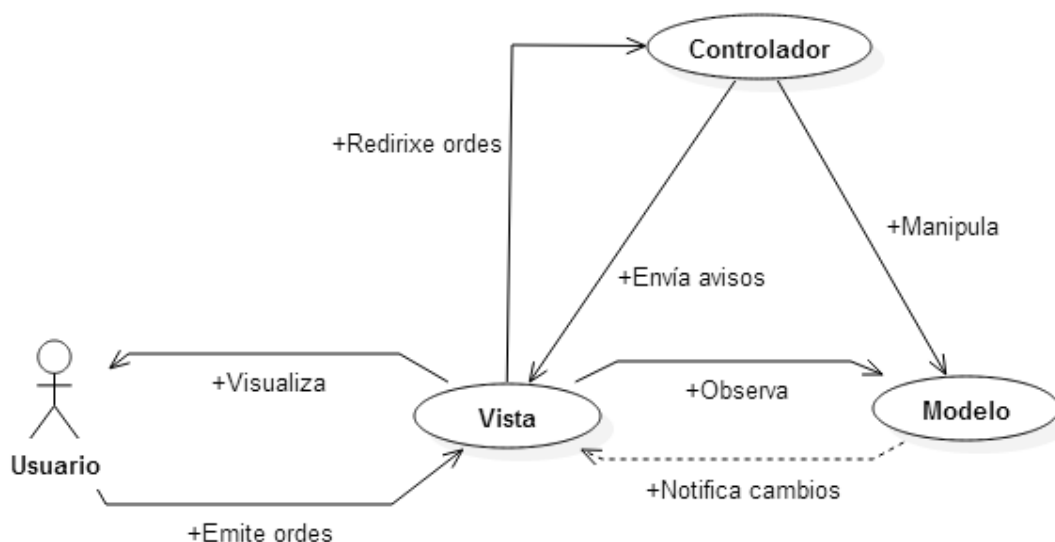 Controlador
+Redirixe ordes
+Manipula
+Envía avisos
+Visualiza
+Observa
Vista
Modelo
Usuario
+Notifica cambios
+Emite ordes